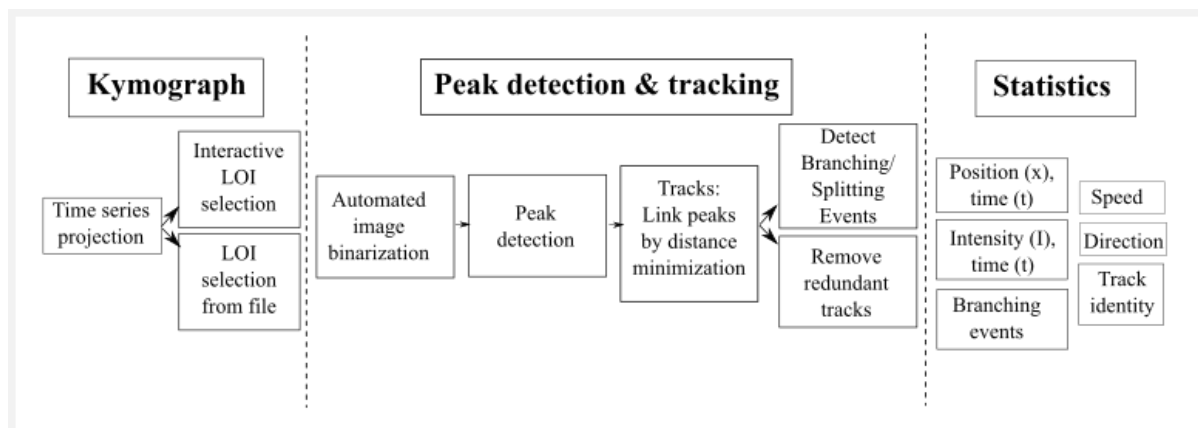 Kymograph
Time series
projection
Interactive
LOI
selection
LOI
selection
from file
Peak detection & tracking
Automated
image
binarization
Peak
detection
Tracks:
Link peaks
by distance
minimization
Detect
Branching/
Splitting
Events
Remove
redundant
tracks
Statistics
Position (x),
time (t)
Intensity (I),
time (t)
Branching
events
Speed
Direction
Track
identity